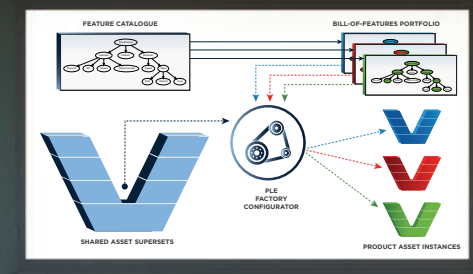 FEATURE CATALOGUE
BILL-OF-FEATURES PORTFOLIO
PLE
FACTORY
CONFIGURATOR
SHARED ASSET SUPERSETS
PRODUCT ASSET INSTANCES